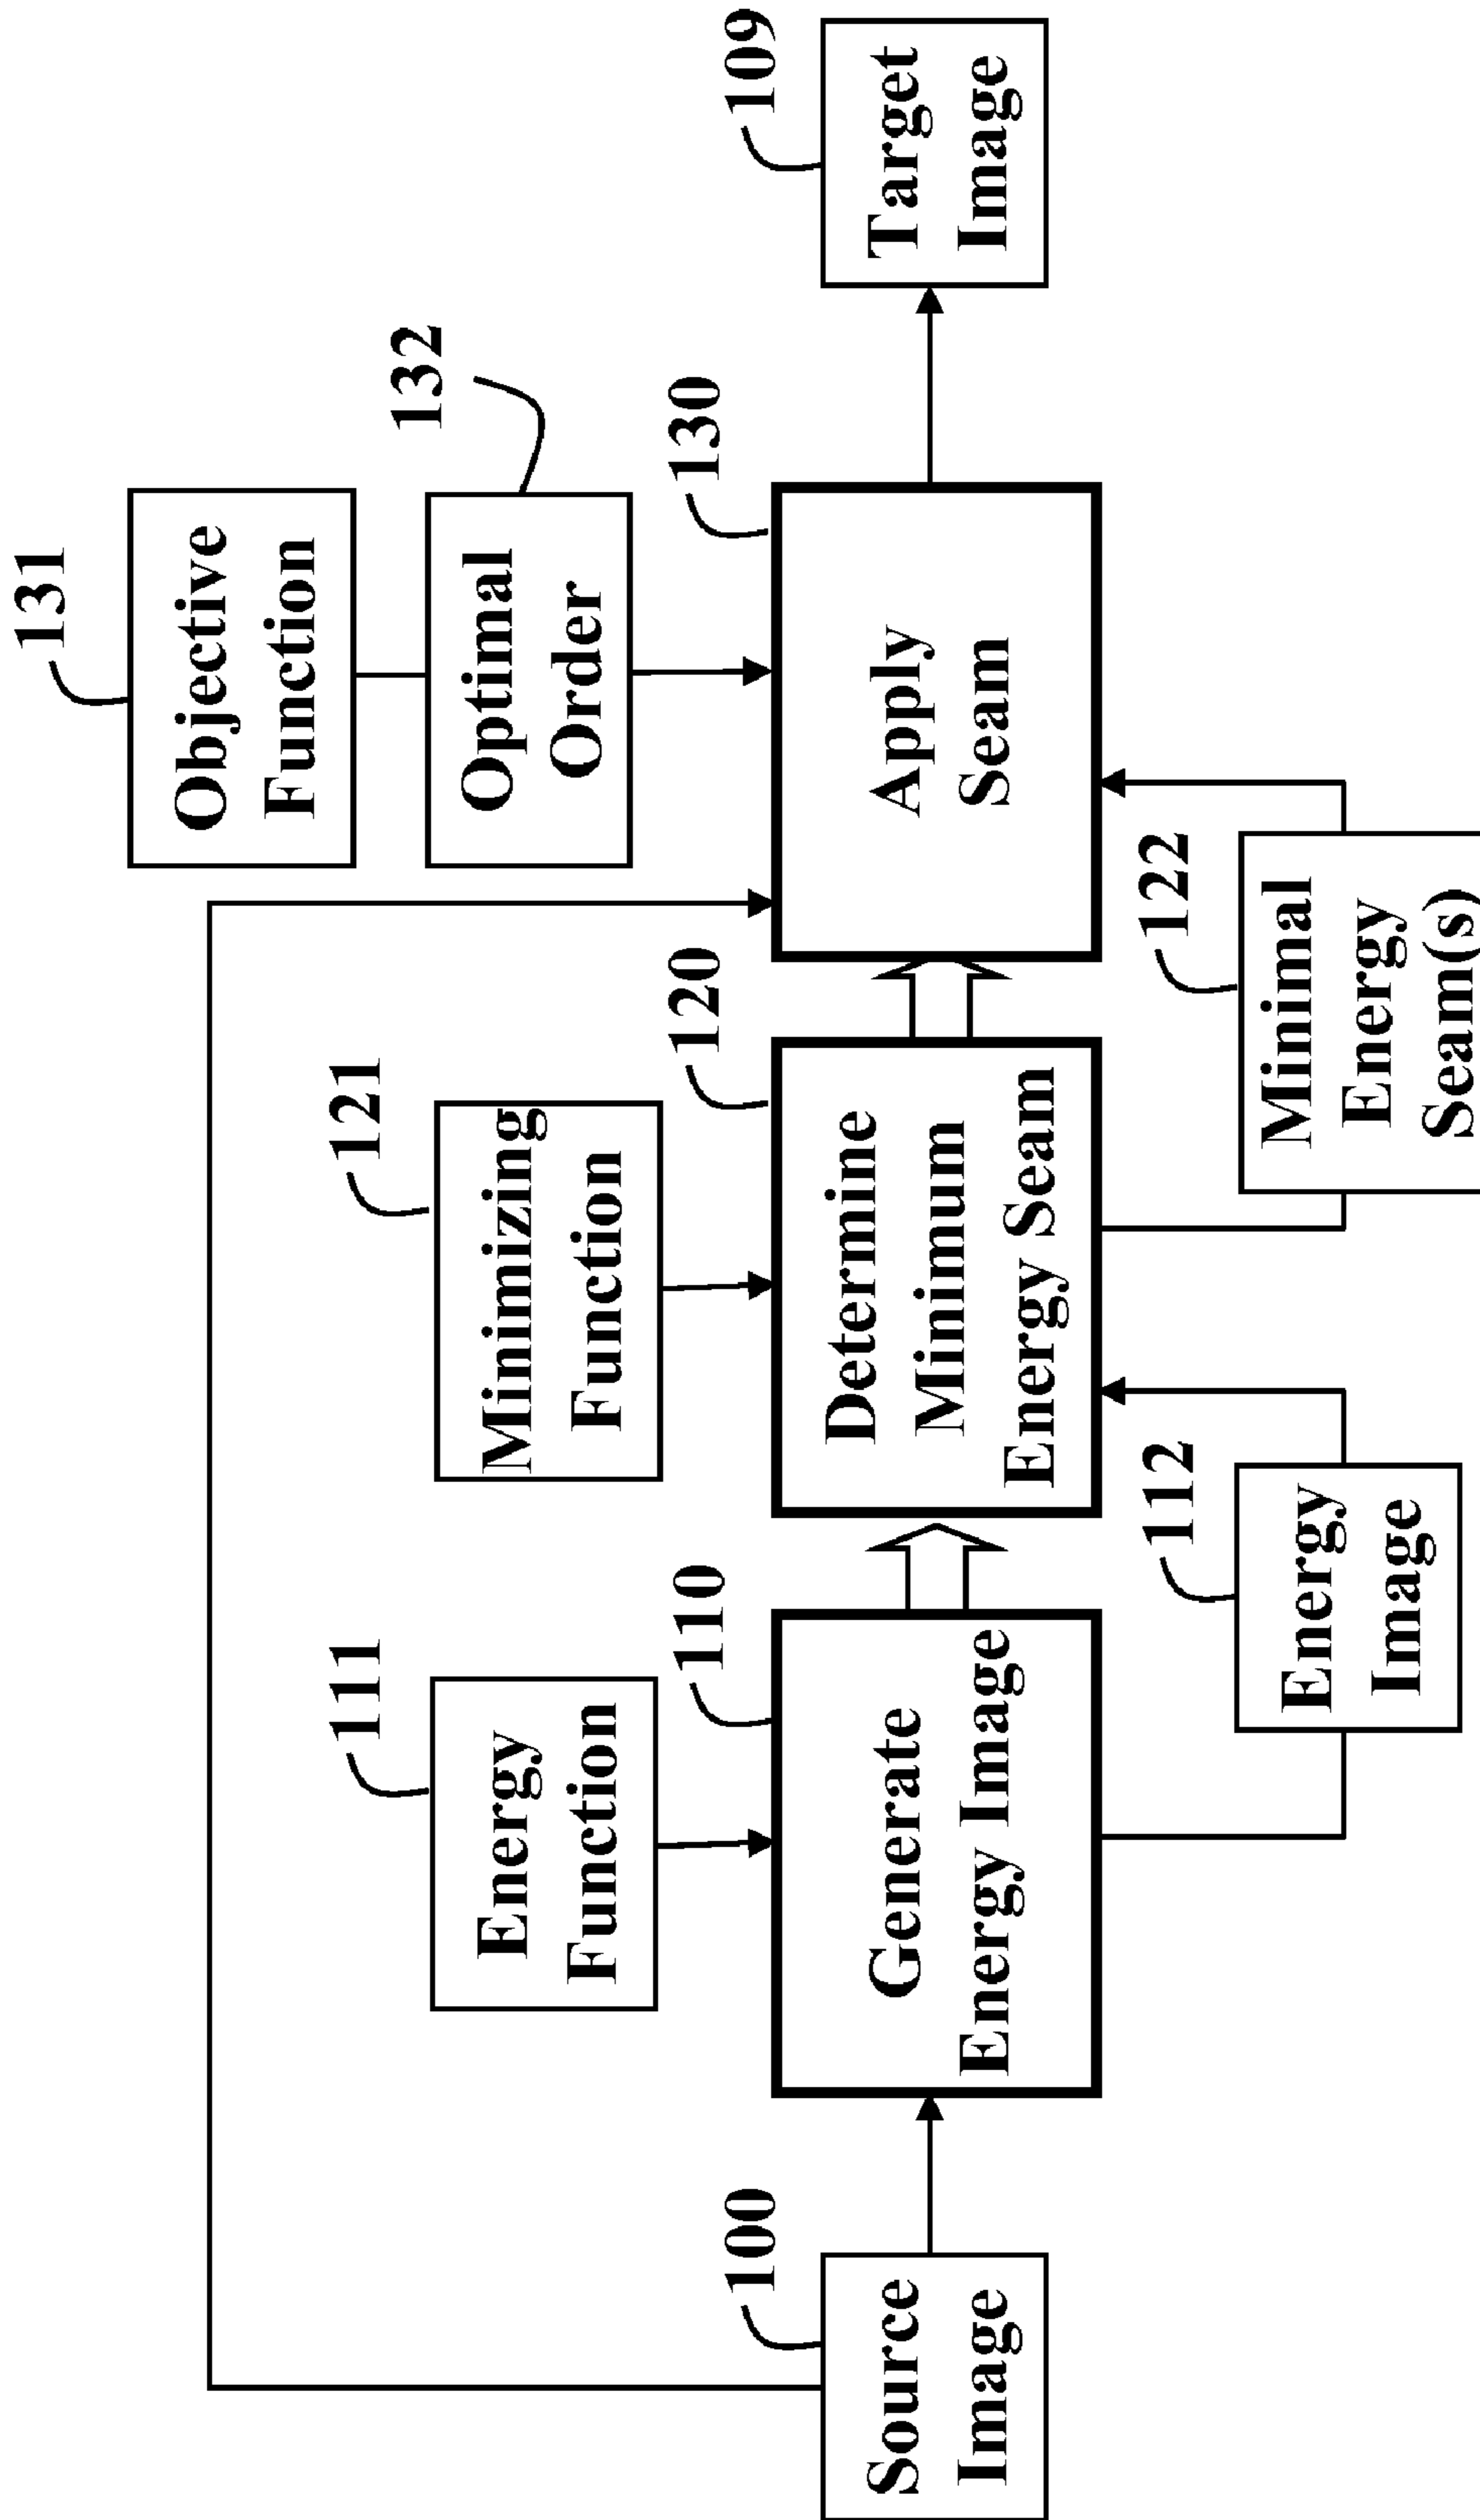 131
Objective
Function
132
Optimal
Order
111
Energy
Function
121
Minimizing
Function
100
Source
Image
110
Generate
Energy Image
120
Determine
Minimum
Energy Seam
130
Apply
Seam
109
Target
Image
112
Energy
Image
122
Minimal
Energy
Seam(s)